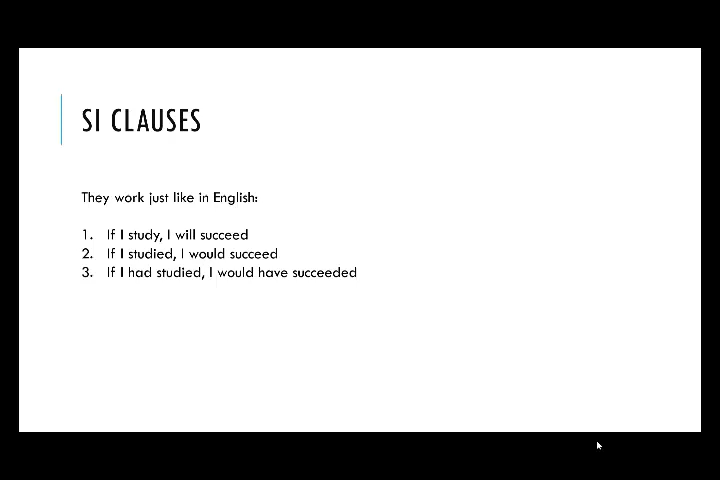 SI CLAUSES
They work just like in English:
1. If I study, I will succeed
2. If I studied, I would succeed
3. If I had studied, I would have succeeded